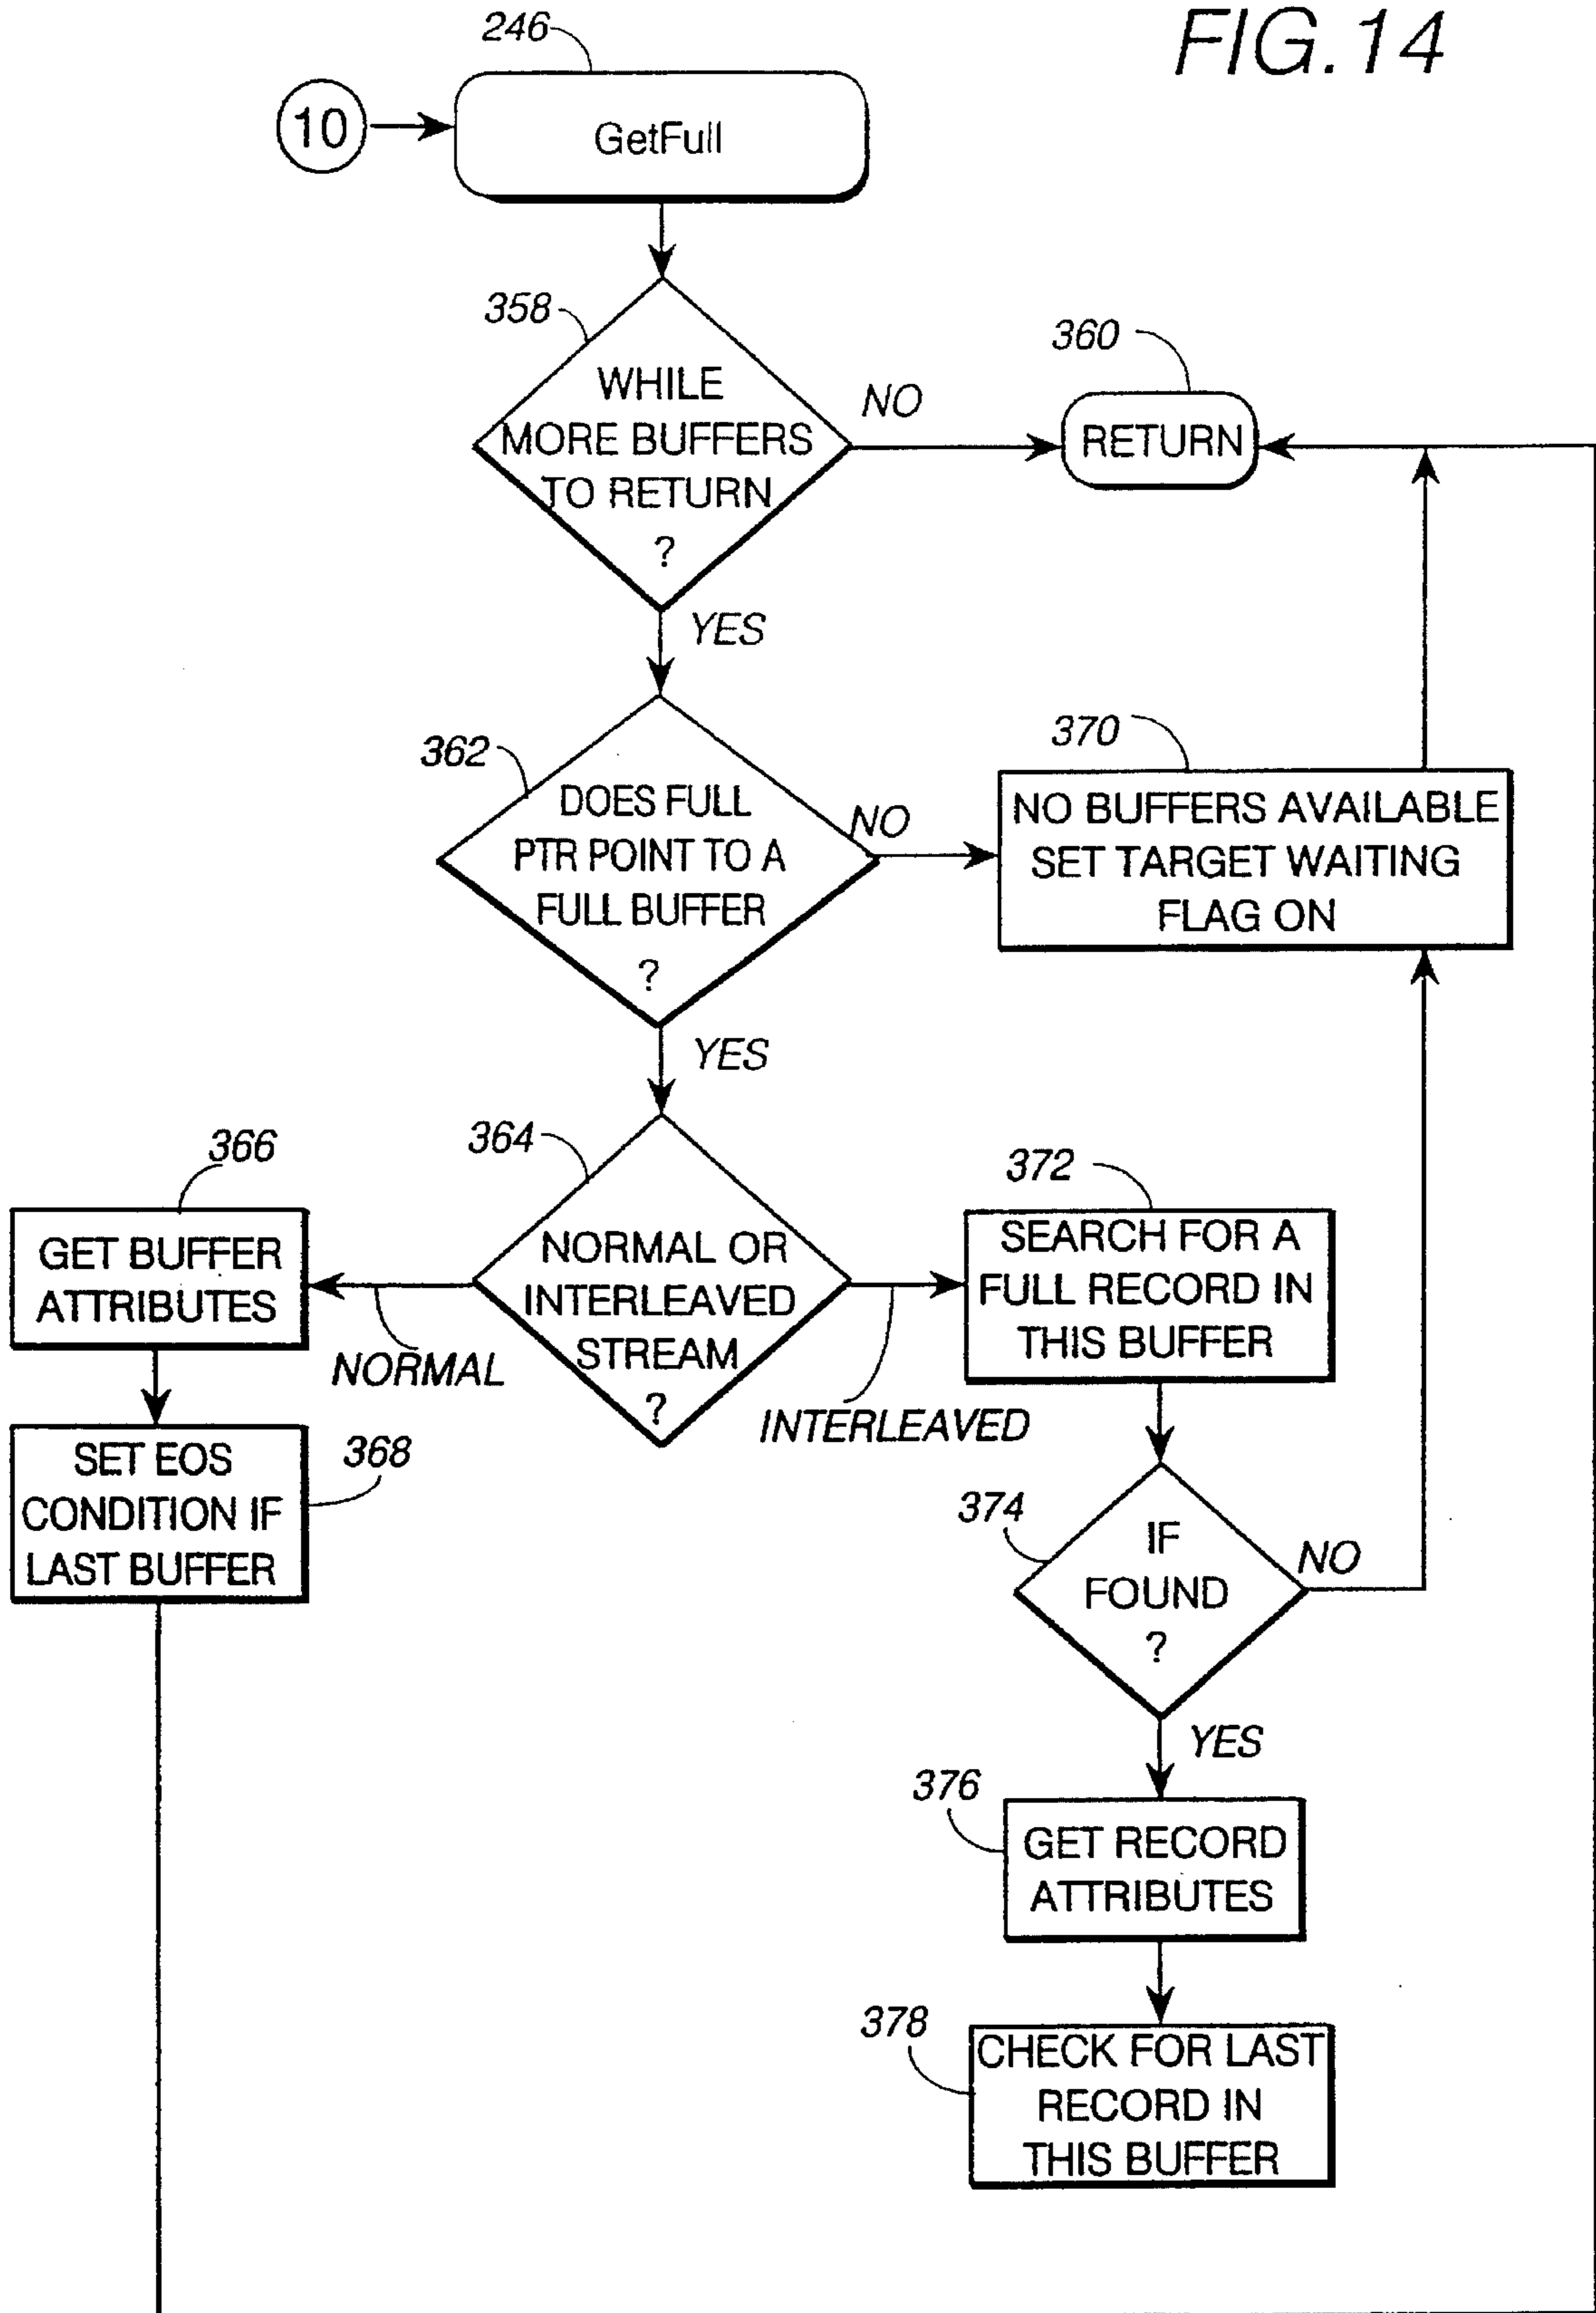 FIG.14
246
10
GetFull
358
WHILE
MORE BUFFERS
TO RETURN
?
NO
360
RETURN
YES
362
DOES FULL
PTR POINT TO A
FULL BUFFER
?
NO
370
NO BUFFERS AVAILABLE
SET TARGET WAITING
FLAG ON
YES
364
NORMAL OR
INTERLEAVED
STREAM
?
366
GET BUFFER
ATTRIBUTES
NORMAL
368
SET EOS
CONDITION IF
LAST BUFFER
INTERLEAVED
372
SEARCH FOR A
FULL RECORD IN
THIS BUFFER
374
IF
FOUND
?
NO
YES
376
GET RECORD
ATTRIBUTES
378
CHECK FOR LAST
RECORD IN
THIS BUFFER